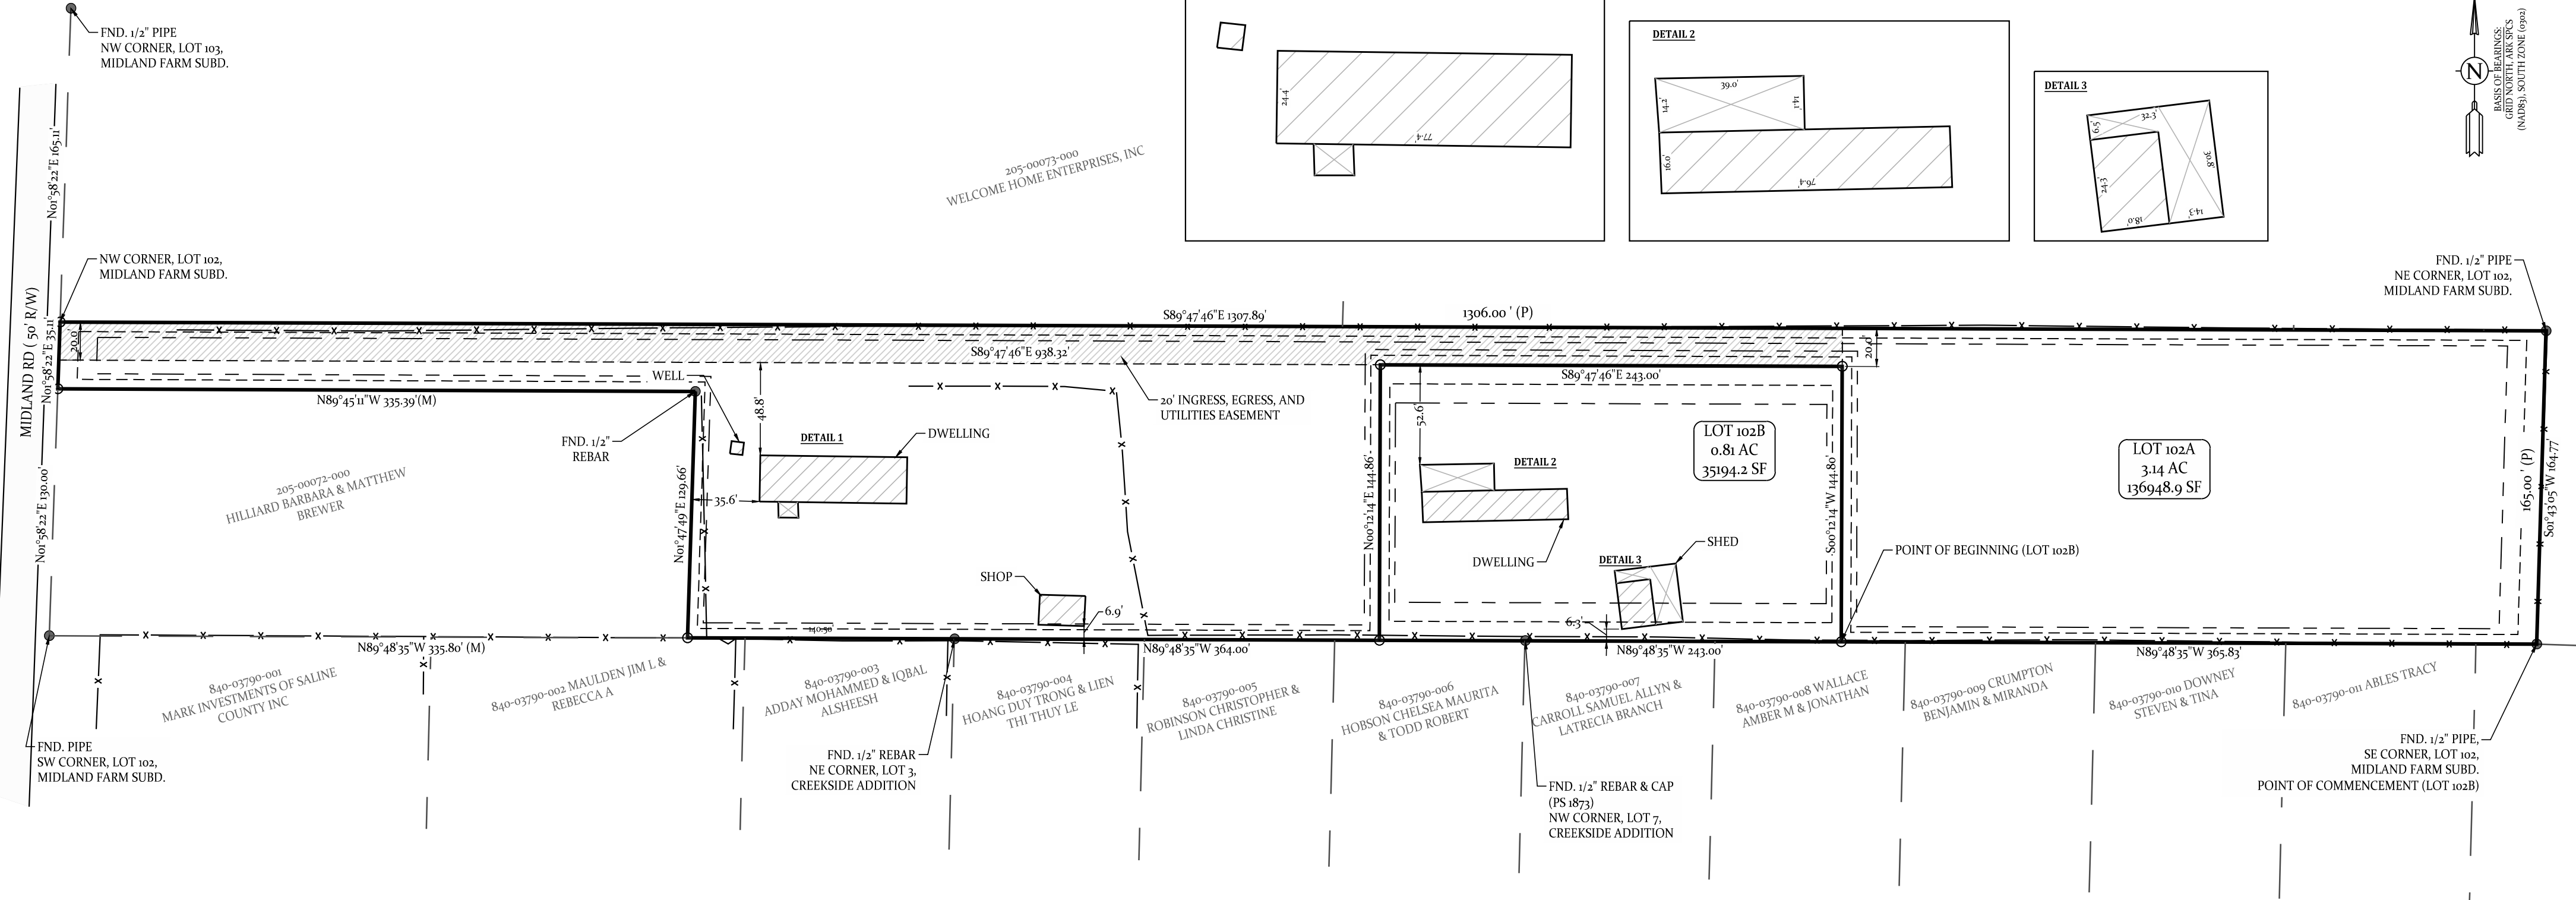 FND. 1/2" PIPE
NW CORNER, LOT 103,
MIDLAND FARM SUBD.
N01°58'22"E 165.11'
205-00073-000
WELCOME HOME ENTERPRISES, INC
24.4'
77.4'
DETAIL 2
39.0'
14.2'
14.1'
16.0'
76.4'
DETAIL 3
32.3'
6.5'
30.8'
24.3'
18.0'
14.3'
N
BASIS OF BEARINGS:
GRID NORTH, ARK SPCS
(NAD83), SOUTH ZONE (0302)
NW CORNER, LOT 102,
MIDLAND FARM SUBD.
FND. 1/2" PIPE
NE CORNER, LOT 102,
MIDLAND FARM SUBD.
MIDLAND RD ( 50' R/W)
N01°58'22"E 35.11'
20.0'
S89°47'46"E 1307.89'
1306.00 ' (P)
S89°47'46"E 938.32'
20.0'
WELL
S89°47'46"E 243.00'
N89°45'11"W 335.39'(M)
20' INGRESS, EGRESS, AND
UTILITIES EASEMENT
48.8'
52.6'
FND. 1/2"
REBAR
DETAIL 1
DWELLING
LOT 102B
0.81 AC
35194.2 SF
LOT 102A
3.14 AC
136948.9 SF
DETAIL 2
205-00072-000
HILLIARD BARBARA & MATTHEW
BREWER
N01°58'22"E 130.00'
N01°47'49"E 129.66'
35.6'
N00°12'14"E 144.86'
S00°12'14"W 144.80'
165.00 ' (P)
S01°43'05"W 164.77'
SHED
DWELLING
DETAIL 3
POINT OF BEGINNING (LOT 102B)
SHOP
6.9'
6.3'
140.50
N89°48'35"W 335.80' (M)
N89°48'35"W 364.00'
N89°48'35"W 243.00'
N89°48'35"W 365.83'
840-03790-001
MARK INVESTMENTS OF SALINE
COUNTY INC
840-03790-002 MAULDEN JIM L &
REBECCA A
840-03790-003
ADDAY MOHAMMED & IQBAL
ALSHEESH
840-03790-004
HOANG DUY TRONG & LIEN
THI THUY LE
840-03790-005
ROBINSON CHRISTOPHER &
LINDA CHRISTINE
840-03790-006
HOBSON CHELSEA MAURITA
& TODD ROBERT
840-03790-007
CARROLL SAMUEL ALLYN &
LATRECIA BRANCH
840-03790-008 WALLACE
AMBER M & JONATHAN
840-03790-009 CRUMPTON
BENJAMIN & MIRANDA
840-03790-010 DOWNEY
STEVEN & TINA
840-03790-011 ABLES TRACY
FND. PIPE
SW CORNER, LOT 102,
MIDLAND FARM SUBD.
FND. 1/2" REBAR
NE CORNER, LOT 3,
CREEKSIDE ADDITION
FND. 1/2" REBAR & CAP
(PS 1873)
NW CORNER, LOT 7,
CREEKSIDE ADDITION
FND. 1/2" PIPE,
SE CORNER, LOT 102,
MIDLAND FARM SUBD.
POINT OF COMMENCEMENT (LOT 102B)